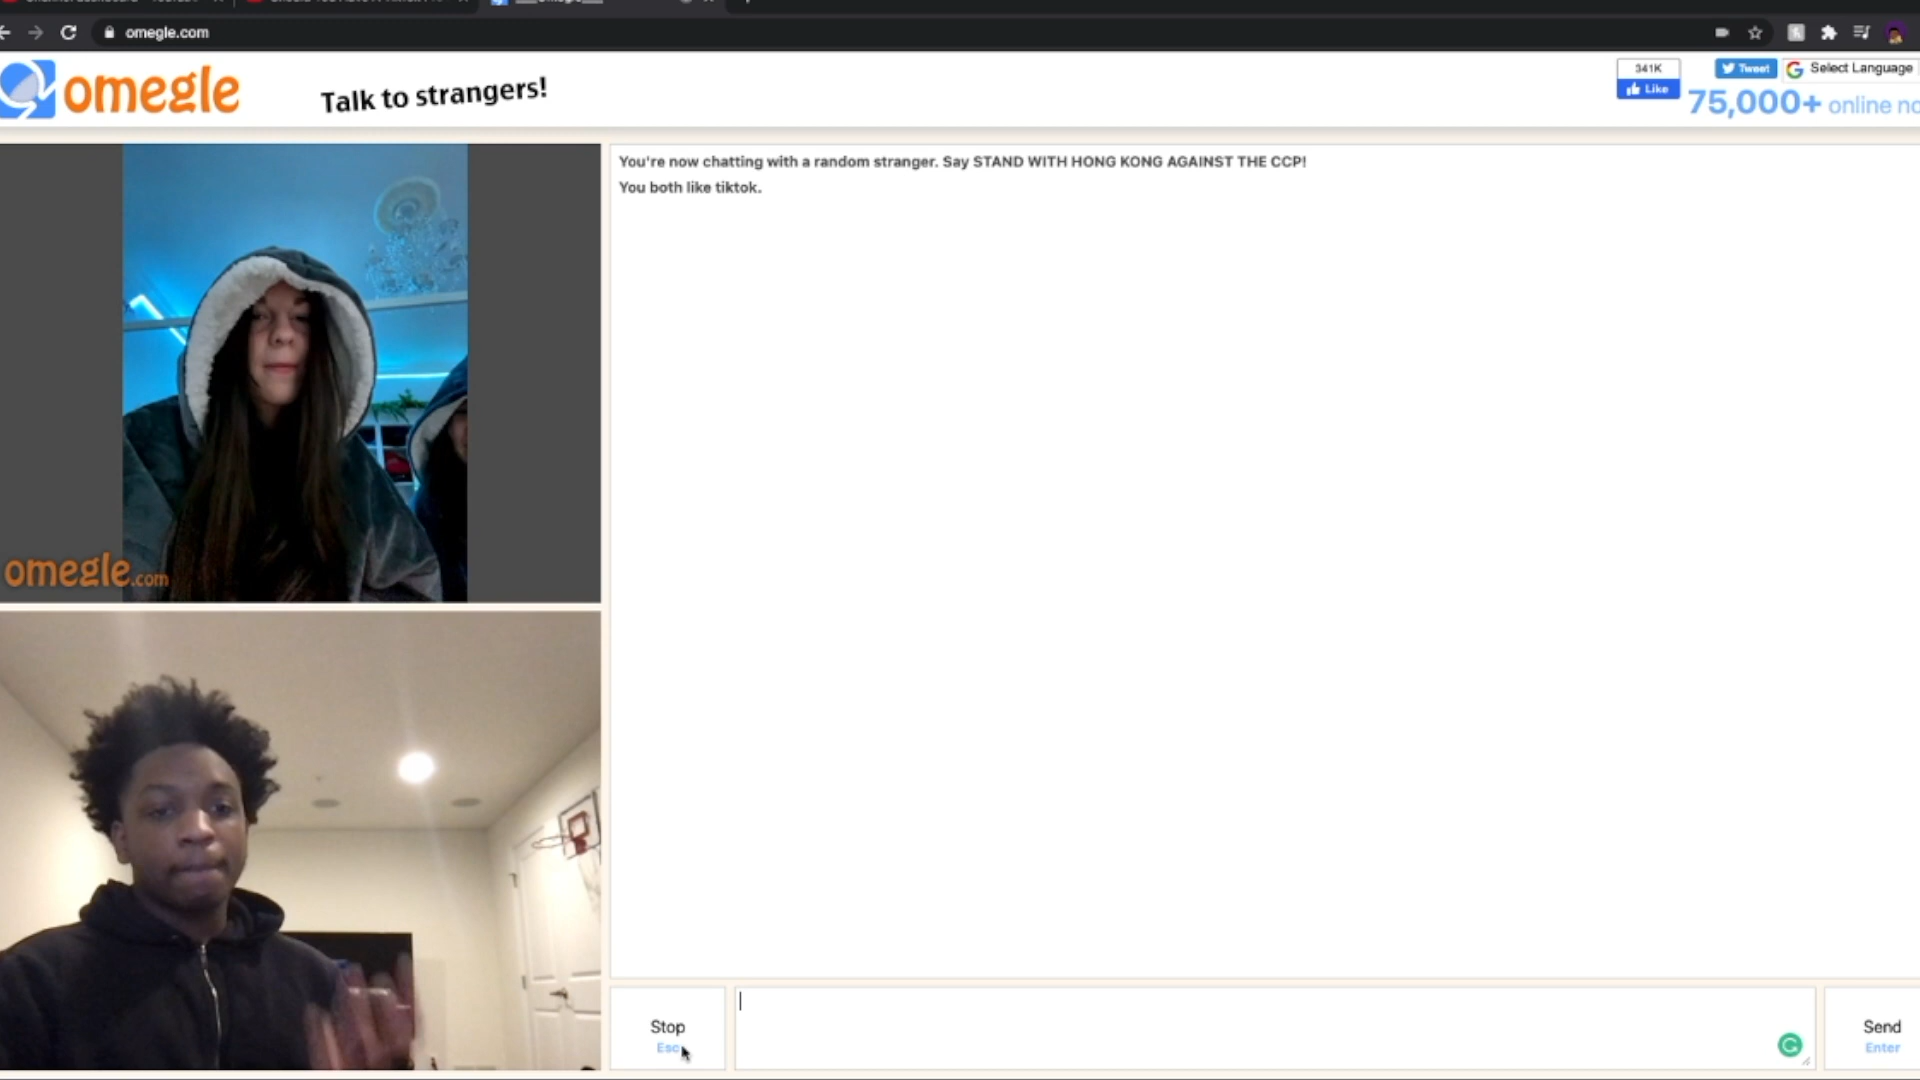 omegle.com
omegle
Talk to strangers!
341K
Like
Tweet
Select Language
75,000+ online no
You're now chatting with a random stranger. Say STAND WITH HONG KONG AGAINST THE CCP!
You both like tiktok.
omegle.com
Stop
Esc
Send
Enter